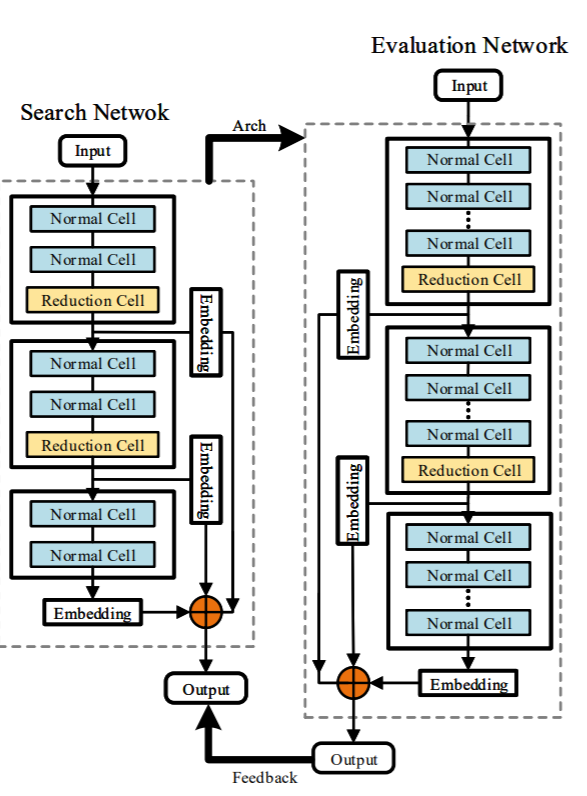 Evaluation Network
Input
Search Netwok
Input
Arch
Normal Cell
Normal Cell
Reduction Cell
Embedding
Normal Cell
Normal Cell
Reduction Cell
Embedding
Normal Cell
Normal Cell
Embedding
Output
Normal Cell
Normal Cell
Normal Cell
Reduction Cell
Embedding
Normal Cell
Normal Cell
Normal Cell
Reduction Cell
Embedding
Normal Cell
Normal Cell
Normal Cell
Embedding
Output
Feedback